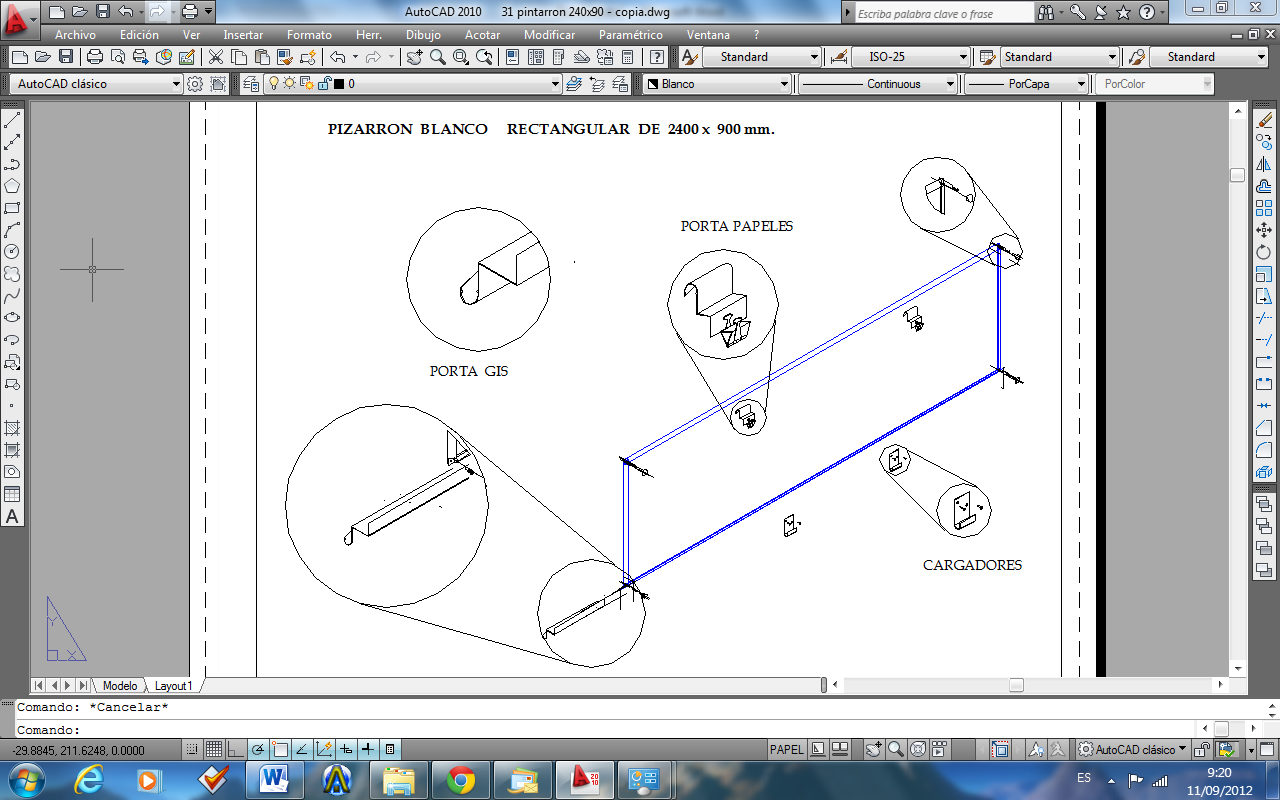 AutoCAD 2010 31 pintarron 240x90 - copia.dwg
Escriba palabra clave o frase
Archivo Edición Ver Insertar Formato Herr. Dibujo Acotar Modificar Paramétrico Ventana ?
Standard ISO-25 Standard Standard
AutoCAD clásico 0 Blanco Continuous PorCapa PorColor
PIZARRON BLANCO RECTANGULAR DE 2400 x 900 mm.
PORTA PAPELES
PORTA GIS
CARGADORES
Y
X
Modelo Layout1
Comando: *Cancelar*
Comando:
-29.8845, 211.6248, 0.0000 PAPEL AutoCAD clásico
ES 9:20
11/09/2012